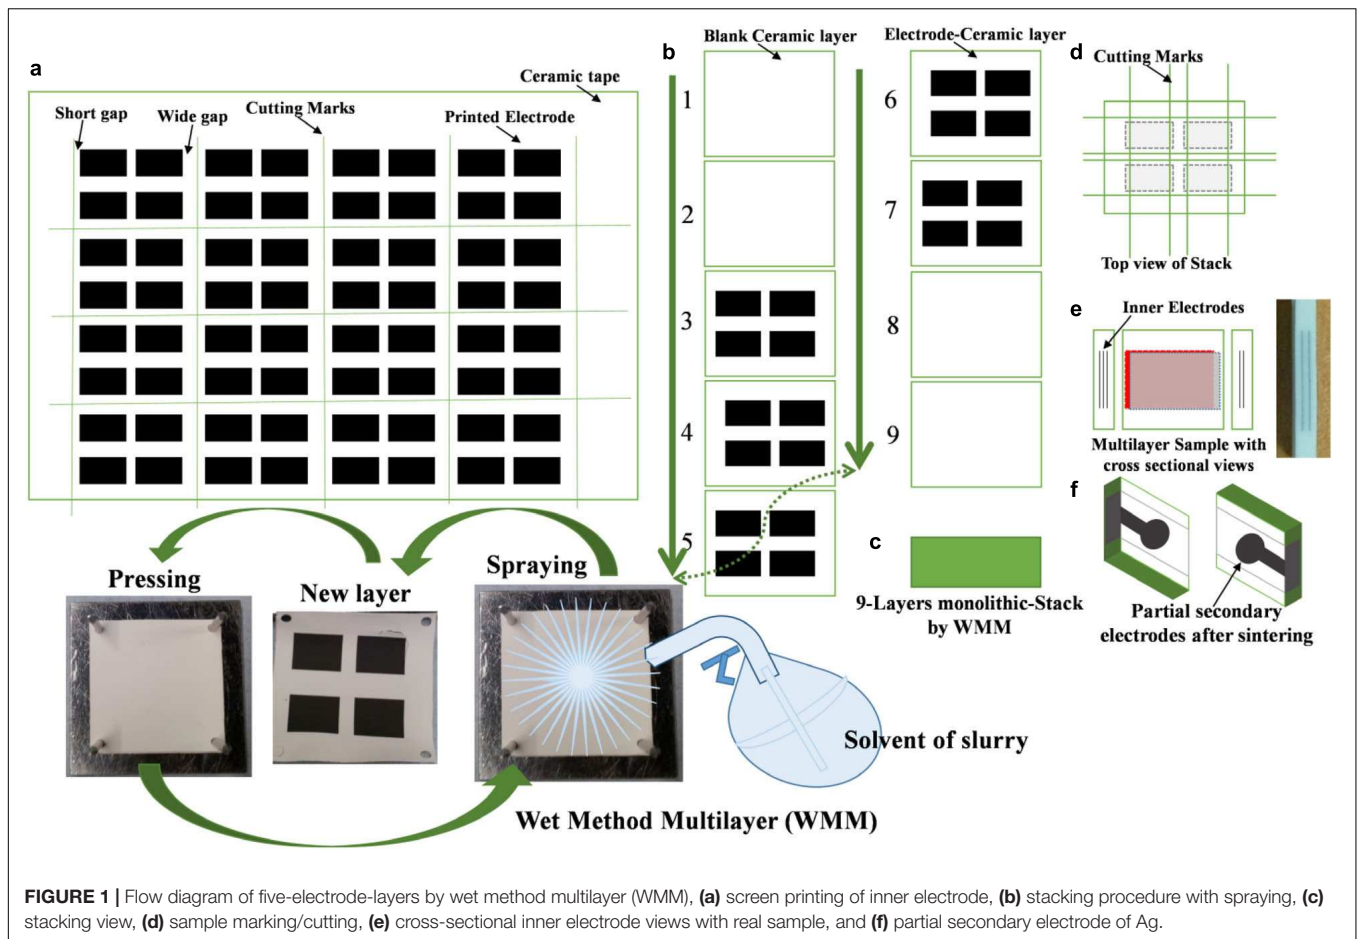 a
Ceramic tape
Short gap
Wide gap
Cutting Marks
Printed Electrode
b
Blank Ceramic layer
Electrode-Ceramic layer
1
2
3
4
5
6
7
8
9
c
9-Layers monolithic-Stack
by WMM
d
Cutting Marks
Top view of Stack
e
Inner Electrodes
Multilayer Sample with
cross sectional views
f
Partial secondary
electrodes after sintering
Pressing
New layer
Spraying
Solvent of slurry
Wet Method Multilayer (WMM)
FIGURE 1 | Flow diagram of five-electrode-layers by wet method multilayer (WMM), (a) screen printing of inner electrode, (b) stacking procedure with spraying, (c)
stacking view, (d) sample marking/cutting, (e) cross-sectional inner electrode views with real sample, and (f) partial secondary electrode of Ag.